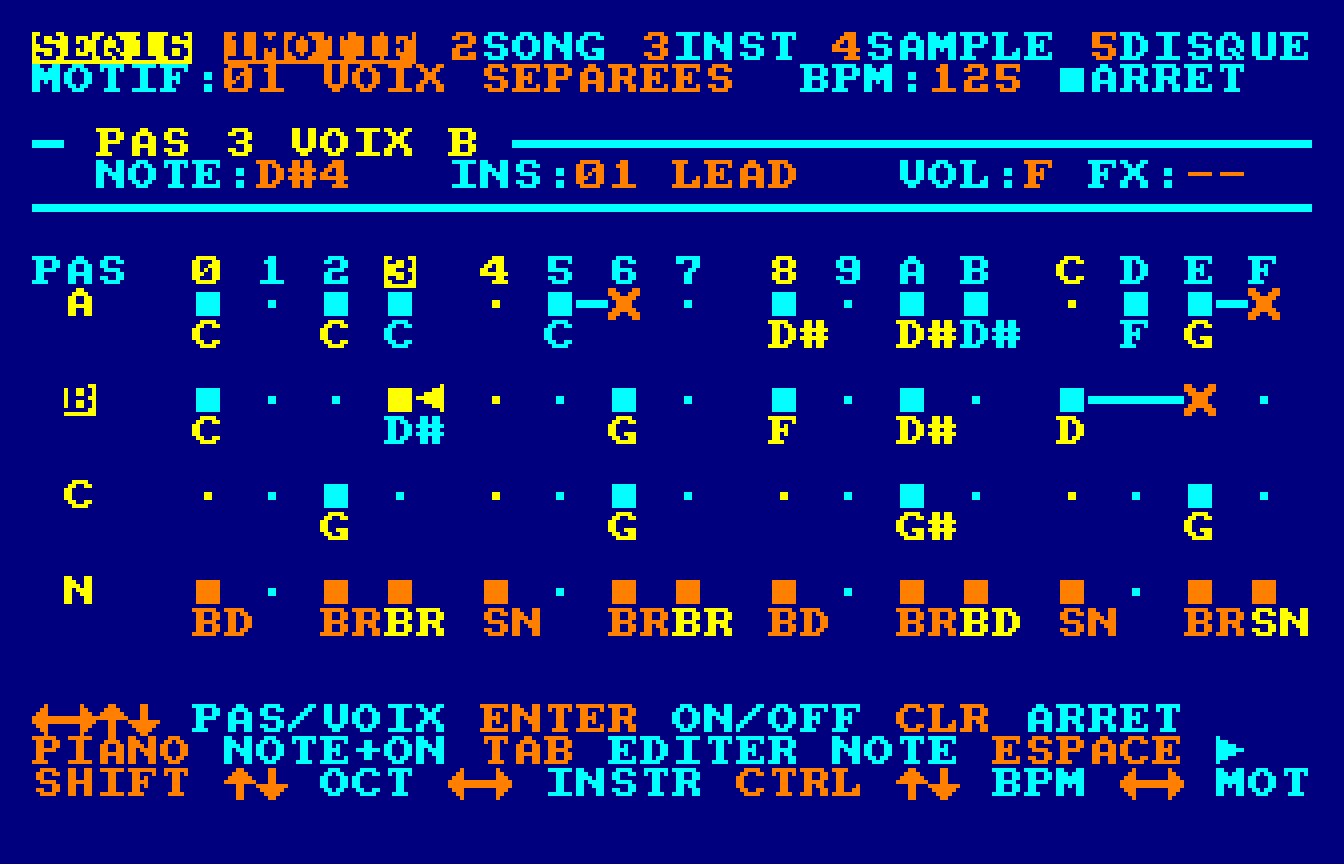 SEQ16 1MOTIF 2SONG 3INST 4SAMPLE 5DISQUE
MOTIF:01 VOIX SEPAREES BPM:125 ■ARRET
PAS 3 VOIX B
NOTE:D#4 INS:01 LEAD VOL:F FX:--
PAS 0 1 2 3 4 5 6 7 8 9 A B C D E F
A
C C C C D# D# D# F G
B
C D# G F D# D
C
G G G# G
N
BD BR BR SN BR BR BD BR BD SN BR SN
↔↑↓ PAS/VOIX ENTER ON/OFF CLR ARRET
PIANO NOTE+ON TAB EDITER NOTE ESPACE ►
SHIFT ↑↓ OCT ↔ INSTR CTRL ↑↓ BPM ↔ MOT